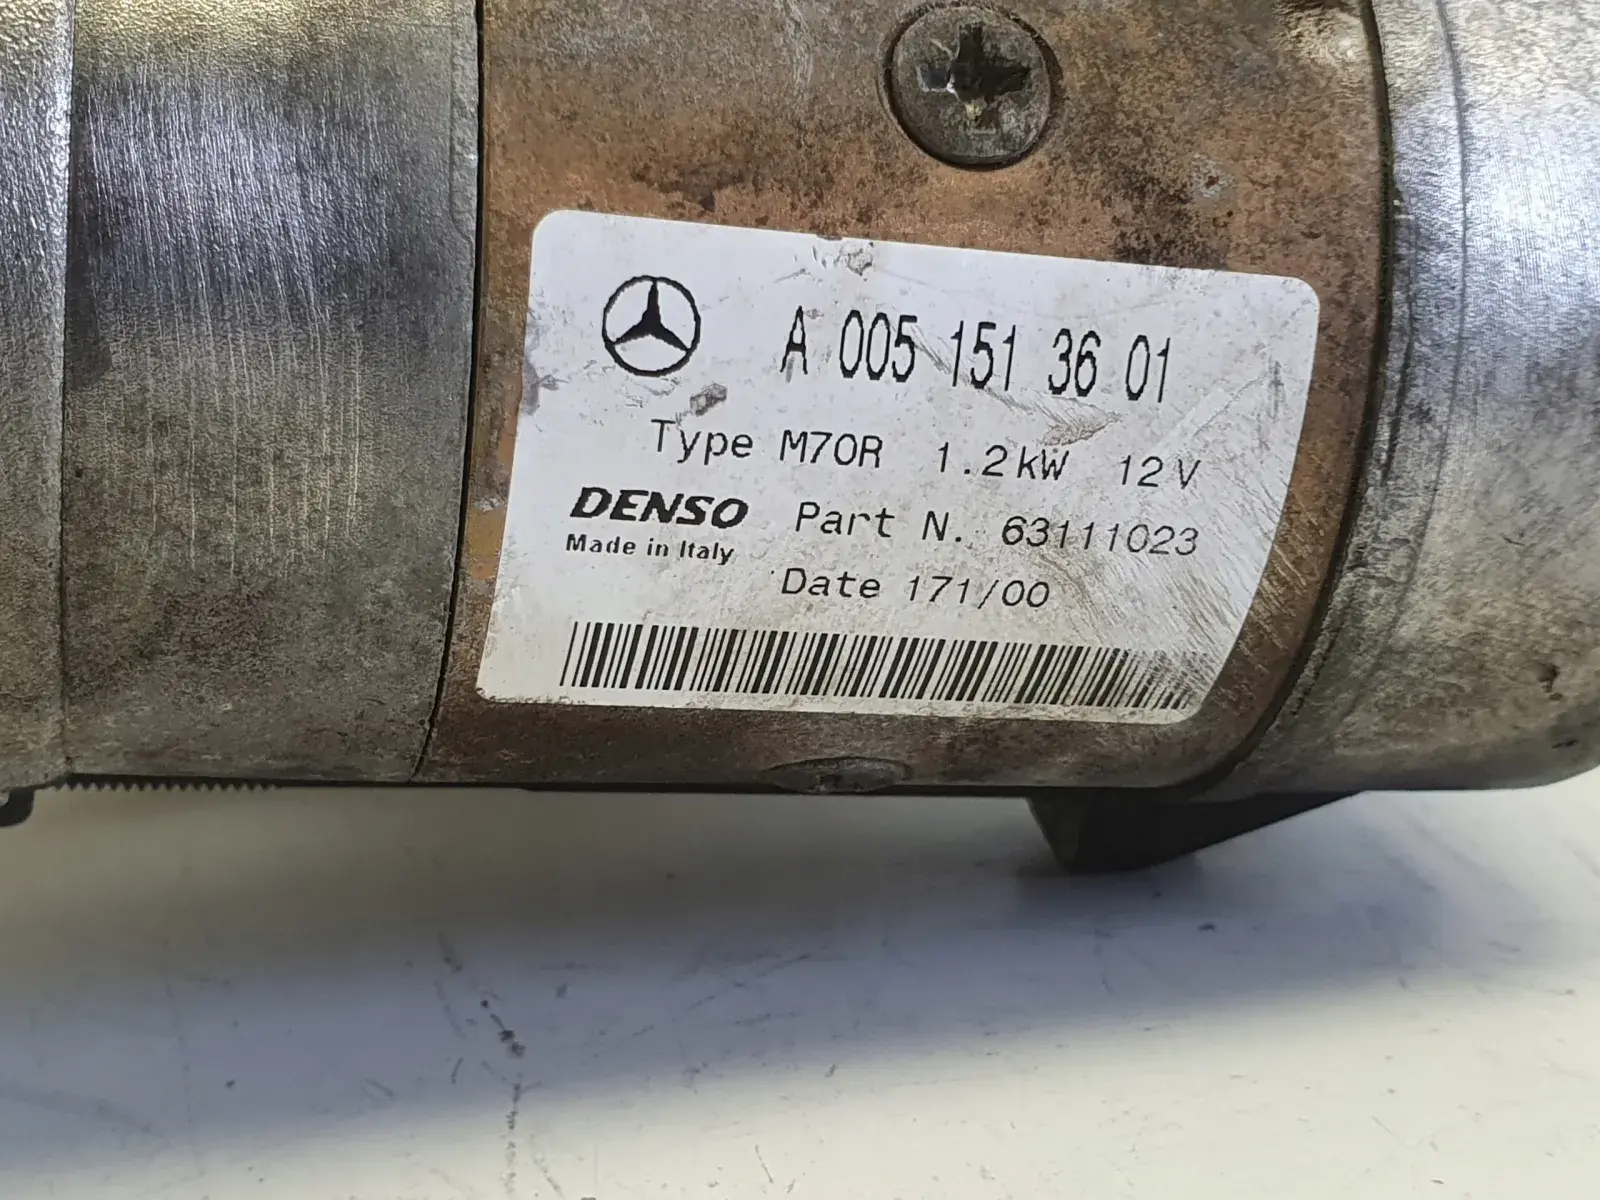 A 005 151 36 01
Type M70R 1.2kW 12V
DENSO Part N. 63111023
Made in Italy
Date 171/00